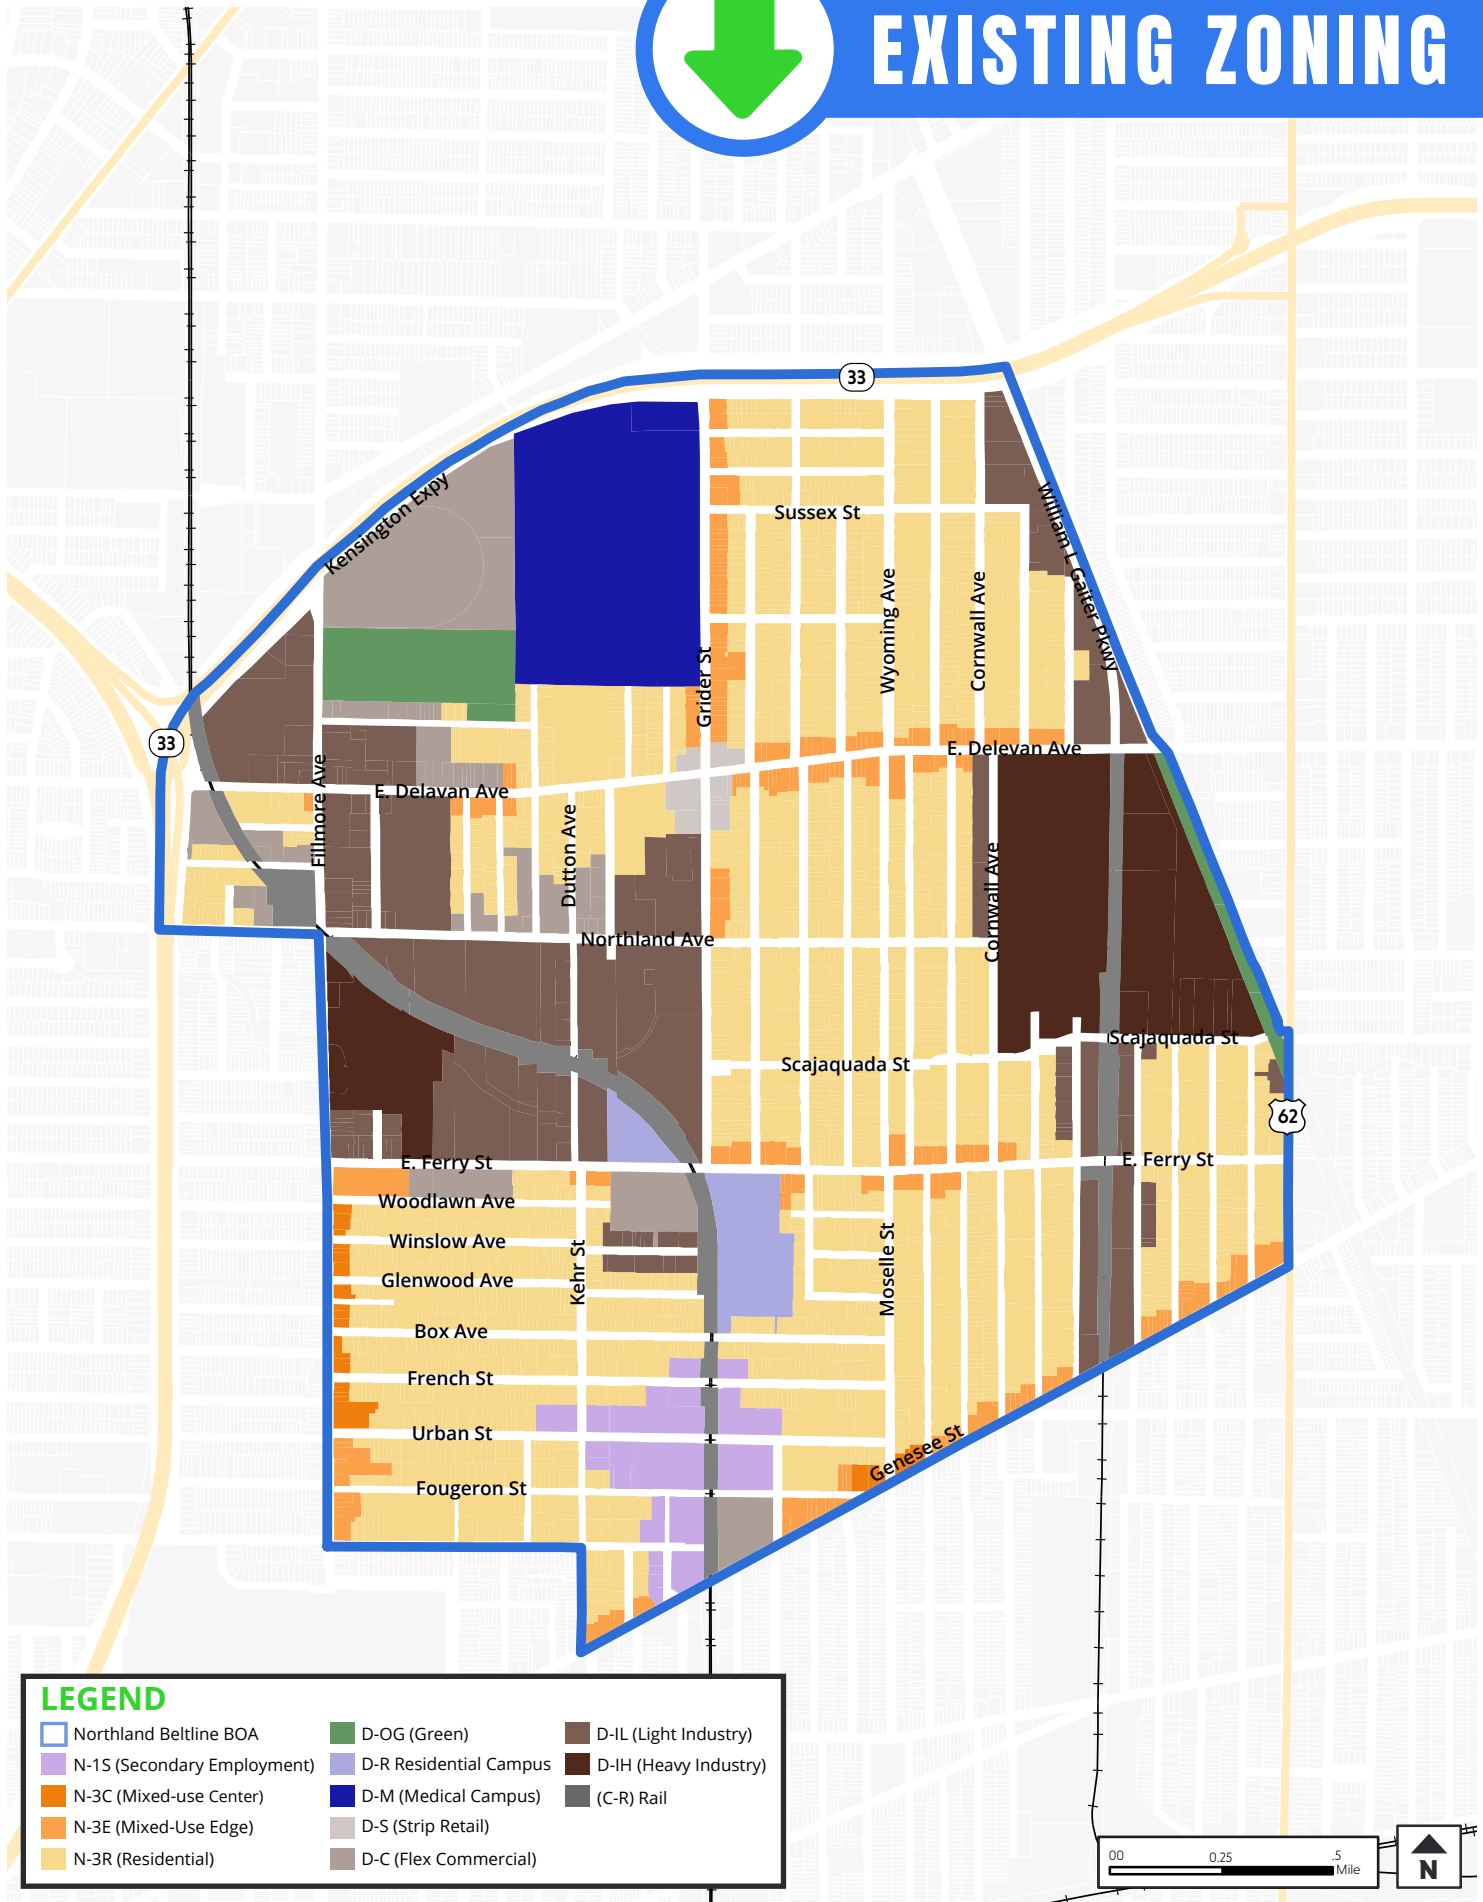 EXISTING ZONING
33
Kensington Expy
Sussex St
William L Gaiter Pkwy
Wyoming Ave
Cornwall Ave
Grider St
33
E. Delevan Ave
Fillmore Ave
E. Delavan Ave
Dutton Ave
Cornwall Ave
Northland Ave
Scajaquada St
Scajaquada St
62
E. Ferry St
E. Ferry St
Woodlawn Ave
Winslow Ave
Kehr St
Moselle St
Glenwood Ave
Box Ave
French St
Urban St
Genesee St
Fougeron St
LEGEND
Northland Beltline BOA
N-1S (Secondary Employment)
N-3C (Mixed-use Center)
N-3E (Mixed-Use Edge)
N-3R (Residential)
D-OG (Green)
D-R Residential Campus
D-M (Medical Campus)
D-S (Strip Retail)
D-C (Flex Commercial)
D-IL (Light Industry)
D-IH (Heavy Industry)
(C-R) Rail
00 0.25 .5
Mile
N